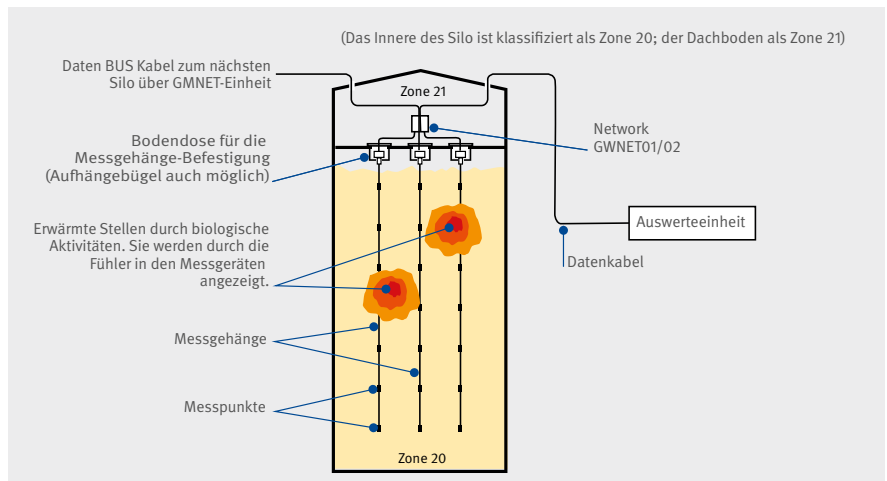 (Das Innere des Silo ist klassifiziert als Zone 20; der Dachboden als Zone 21)
Daten BUS Kabel zum nächsten
Silo über GMNET-Einheit
Zone 21
Bodendose für die
Messgehänge-Befestigung
(Aufhängebügel auch möglich)
Network
GWNET01/02
Erwärmte Stellen durch biologische
Aktivitäten. Sie werden durch die
Fühler in den Messgeräten
angezeigt.
Auswerteeinheit
Datenkabel
Messgehänge
Messpunkte
Zone 20